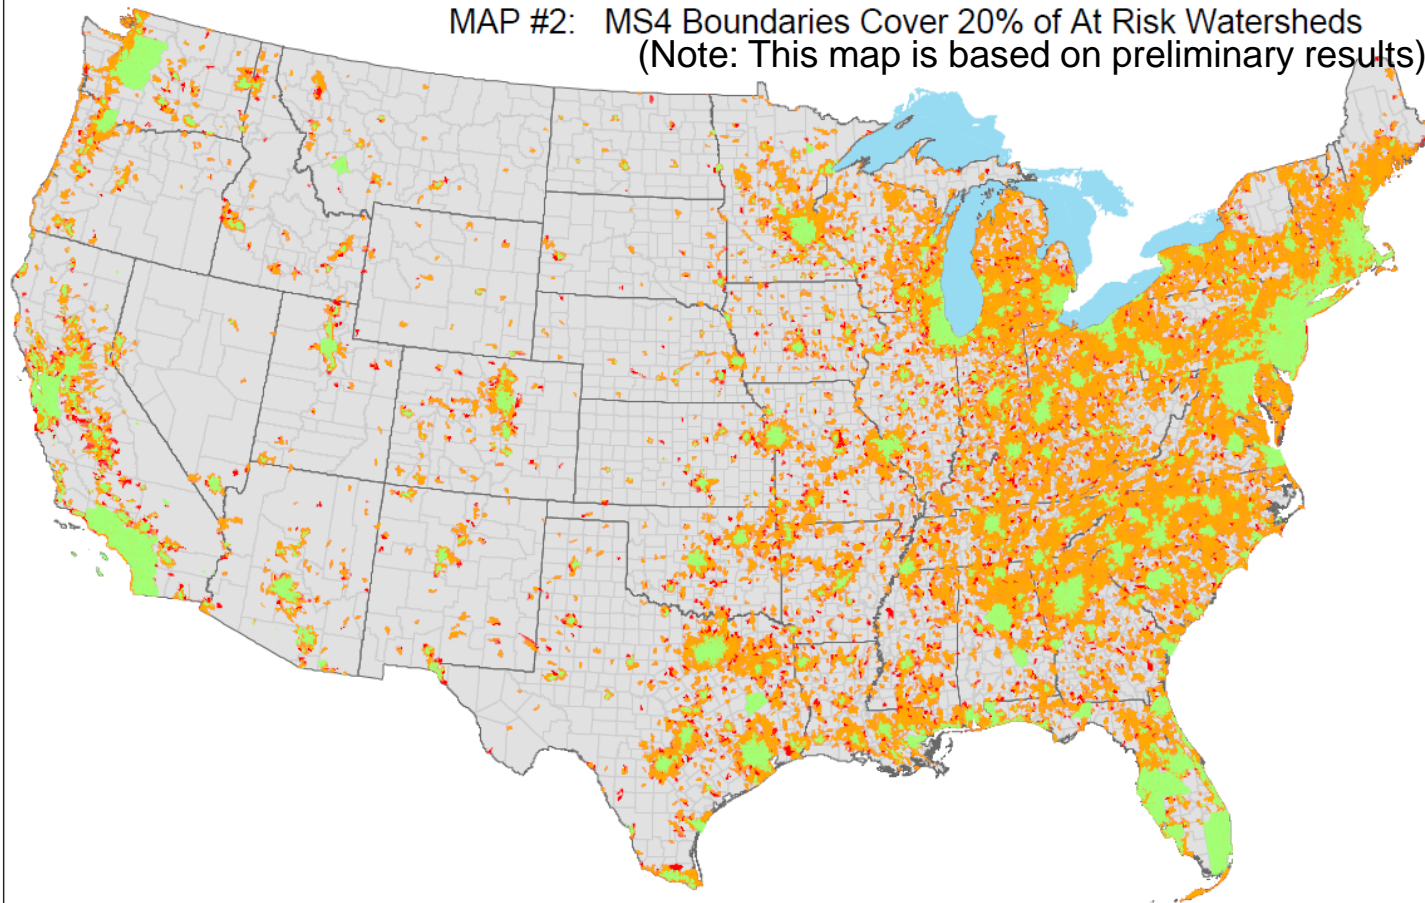 MAP #2: MS4 Boundaries Cover 20% of At Risk Watersheds
(Note: This map is based on preliminary results)